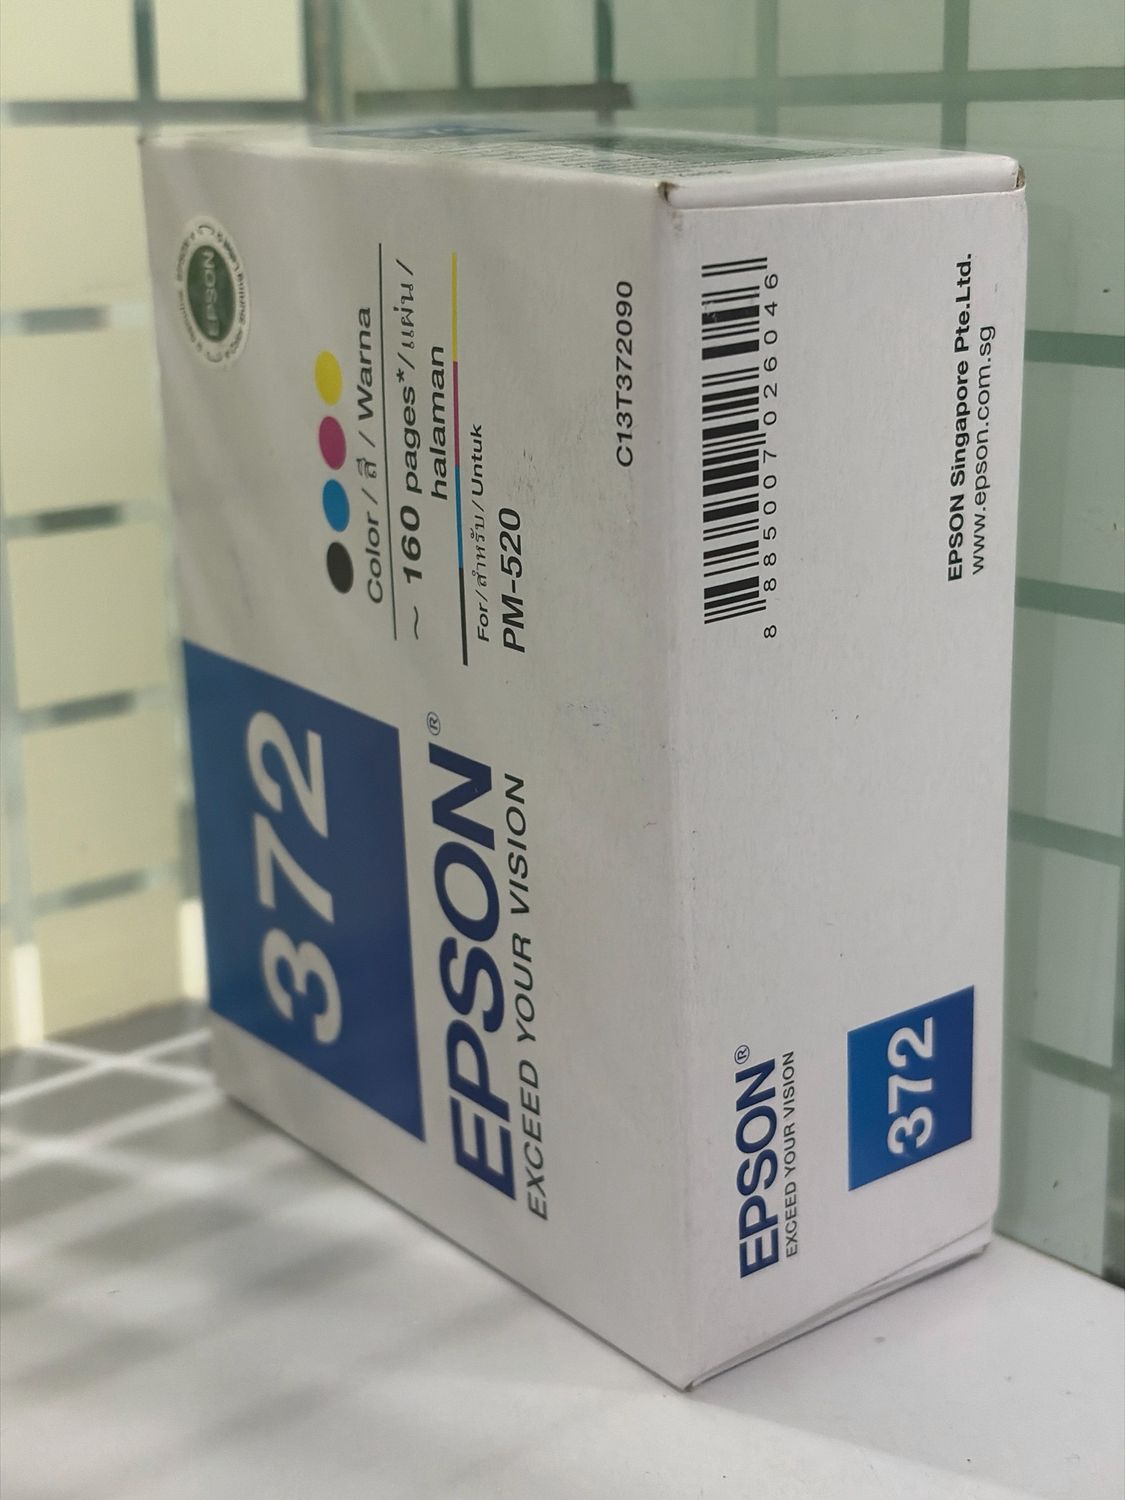 372
EPSON®
EXCEED YOUR VISION
EPSON
Color / สี / Warna
~ 160 pages* / แผ่น /
halaman
For / สำหรับ / Untuk
PM-520
C13T372090
8 885007 026046
EPSON Singapore Pte.Ltd.
www.epson.com.sg
EPSON®
EXCEED YOUR VISION
372